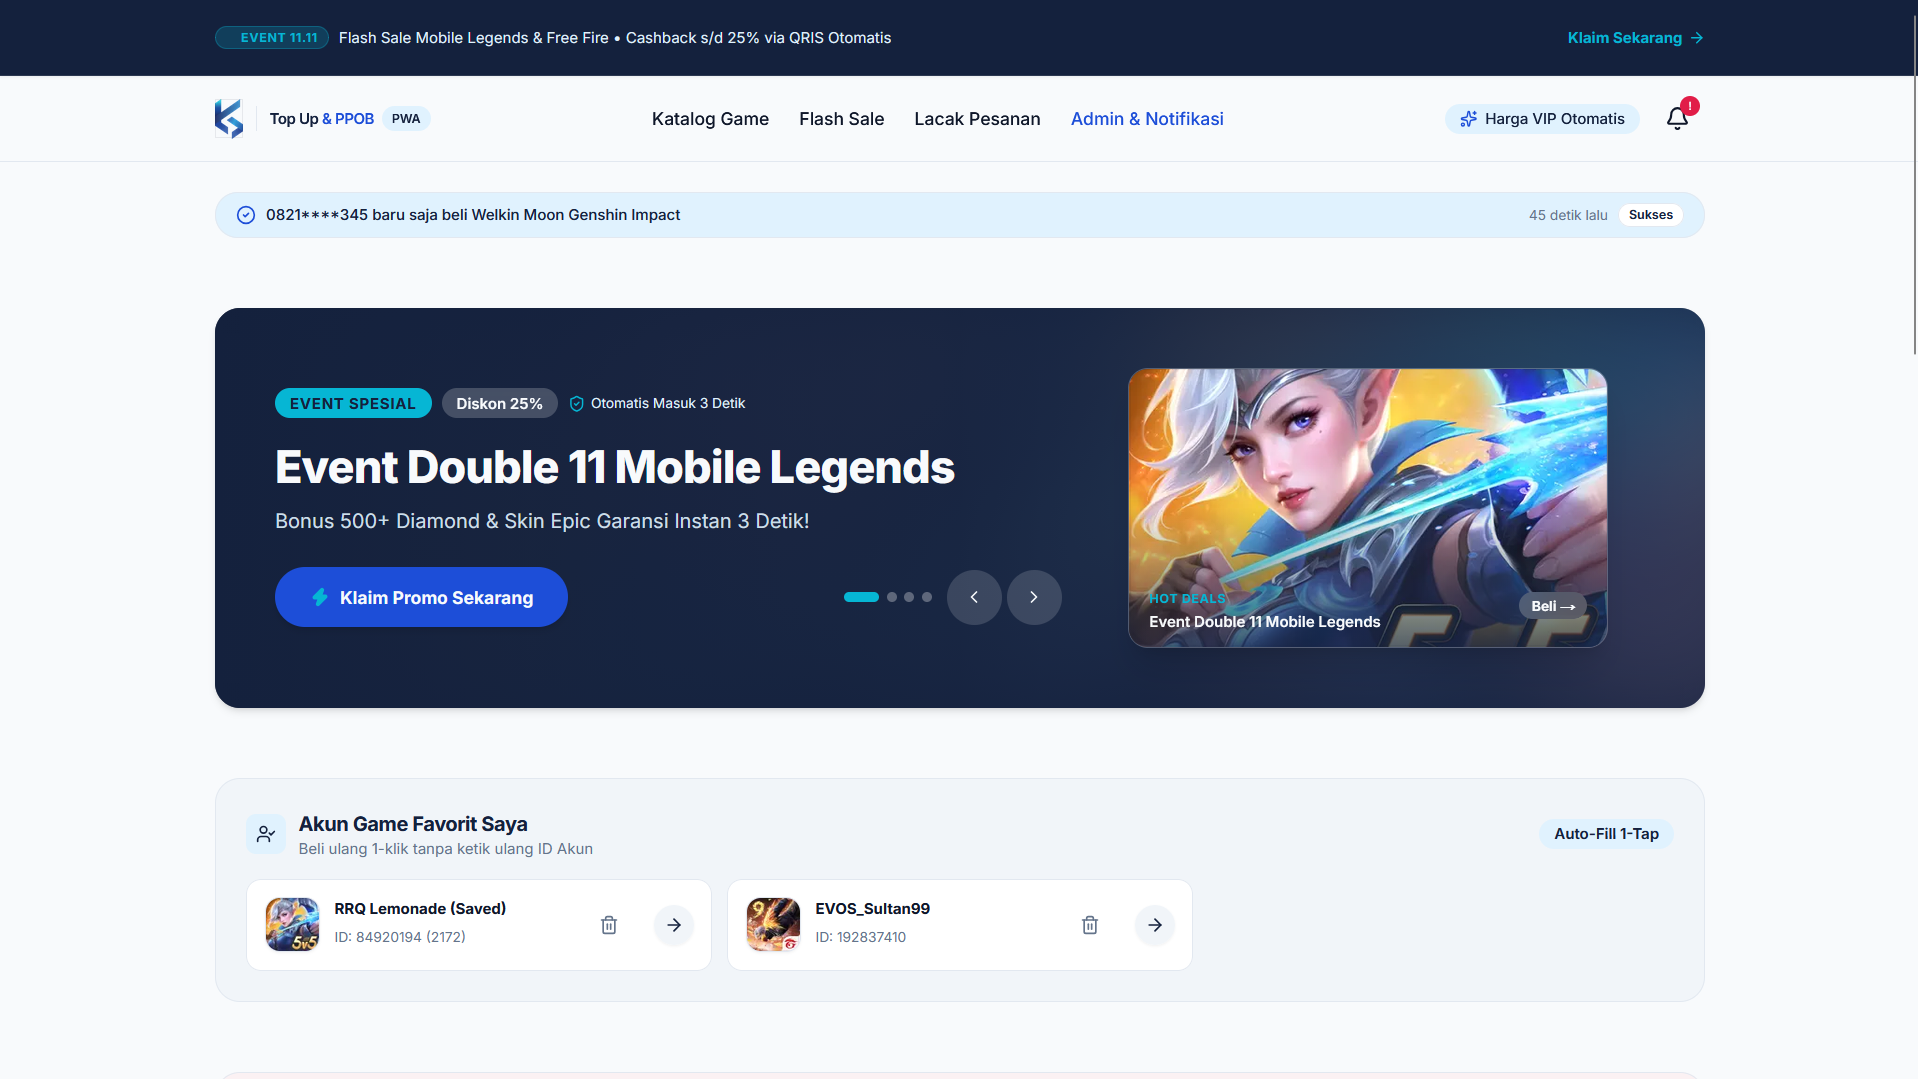 EVENT 11.11 Flash Sale Mobile Legends & Free Fire • Cashback s/d 25% via QRIS Otomatis Klaim Sekarang →
Top Up & PPOB PWA Katalog Game Flash Sale Lacak Pesanan Admin & Notifikasi Harga VIP Otomatis !
0821****345 baru saja beli Welkin Moon Genshin Impact 45 detik lalu Sukses
EVENT SPESIAL Diskon 25% Otomatis Masuk 3 Detik
Event Double 11 Mobile Legends
Bonus 500+ Diamond & Skin Epic Garansi Instan 3 Detik!
Klaim Promo Sekarang
HOT DEALS
Event Double 11 Mobile Legends
Beli →
Akun Game Favorit Saya
Beli ulang 1-klik tanpa ketik ulang ID Akun
Auto-Fill 1-Tap
5v5
RRQ Lemonade (Saved)
ID: 84920194 (2172)
9
EVOS_Sultan99
ID: 192837410